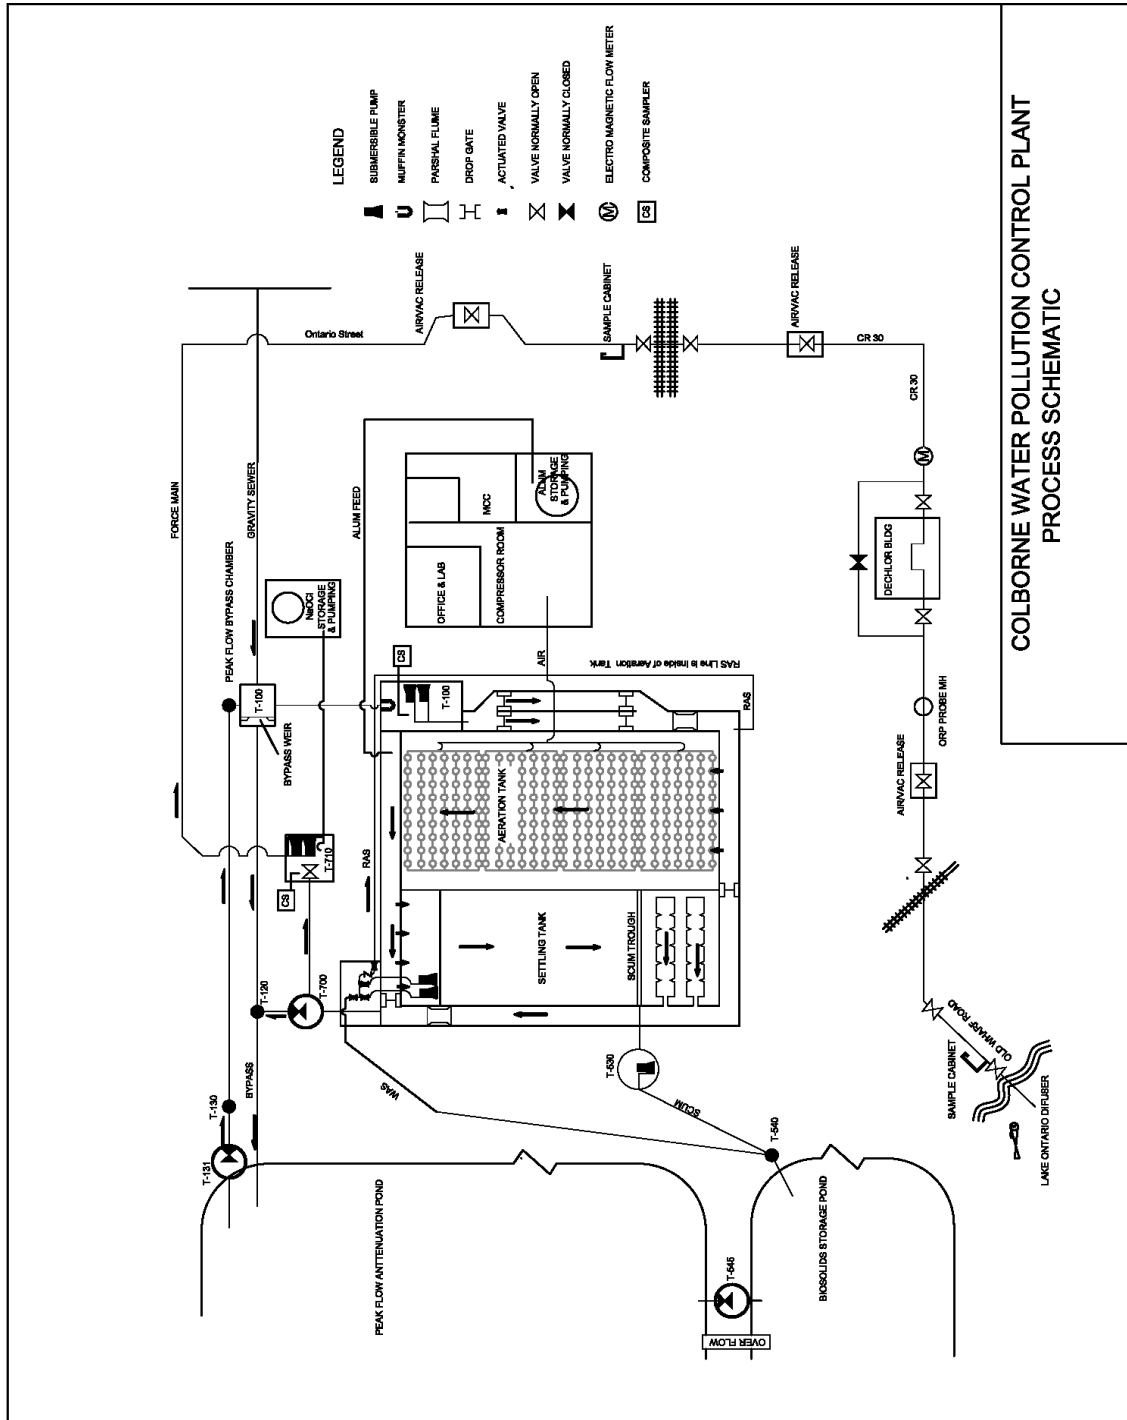 LEGEND
SUBMERSIBLE PUMP
MUFFIN MONSTER
PARSHAL FLUME
DROP GATE
ACTUATED VALVE
VALVE NORMALLY OPEN
VALVE NORMALLY CLOSED
ELECTRO MAGNETIC FLOW METER
M
COMPOSITE SAMPLER
CS
FORCE MAIN
Ontario Street
AIR/VAC RELEASE
SAMPLE CABINET
AIR/VAC RELEASE
CR 30
CR 30
GRAVITY SEWER
ALUM FEED
PEAK FLOW BYPASS CHAMBER
NaOCl
STORAGE
& PUMPING
OFFICE & LAB
MCC
COMPRESSOR ROOM
ALUM
STORAGE
& PUMPING
M
DECHLOR BLDG
T-100
BYPASS WEIR
CS
T-100
AIR
RAS Line is Inside of Aeration Tank
RAS
ORP PROBE MH
AIR/VAC RELEASE
T-710
CS
RAS
AERATION TANK
T-120
T-700
SETTLING TANK
SCUM TROUGH
BYPASS
T-130
T-131
WAS
T-530
SCUM
T-540
OLD WHARF ROAD
SAMPLE CABINET
LAKE ONTARIO DIFUSER
PEAK FLOW ANTTENUATION POND
T-545
OVER FLOW
BIOSOLIDS STORAGE POND
COLBORNE WATER POLLUTION CONTROL PLANT
PROCESS SCHEMATIC